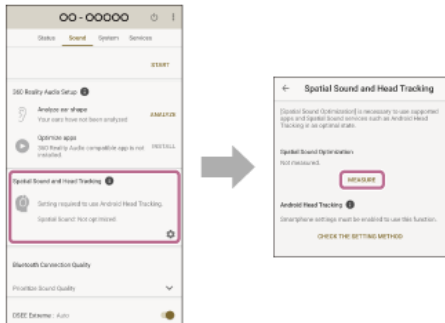 OO-OOOOO
Status Sound System Services
START
360 Reality Audio Setup
Analyze ear shape
Your ears have not been analyzed
ANALYZE
Optimize apps
360 Reality Audio compatible app is not
installed.
INSTALL
Spatial Sound and Head Tracking
Setting required to use Android Head Tracking.
Spatial Sound: Not optimized.
Bluetooth Connection Quality
Prioritize Sound Quality
DSEE Extreme : Auto
← Spatial Sound and Head Tracking
[Spatial Sound Optimization] is necessary to use supported
apps and Spatial Sound services such as Android Head
Tracking in an optimal state.
Spatial Sound Optimization
Not measured.
MEASURE
Android Head Tracking
Smartphone settings must be enabled to use this function.
CHECK THE SETTING METHOD